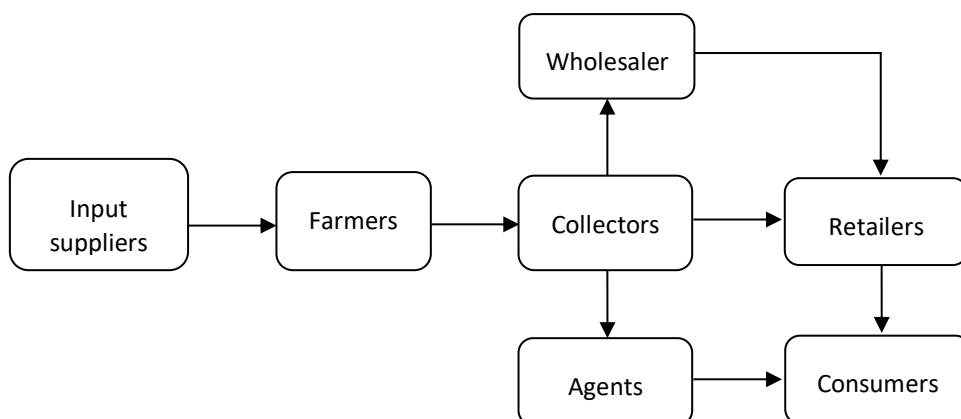 Wholesaler
Input
suppliers
Farmers
Collectors
Retailers
Agents
Consumers